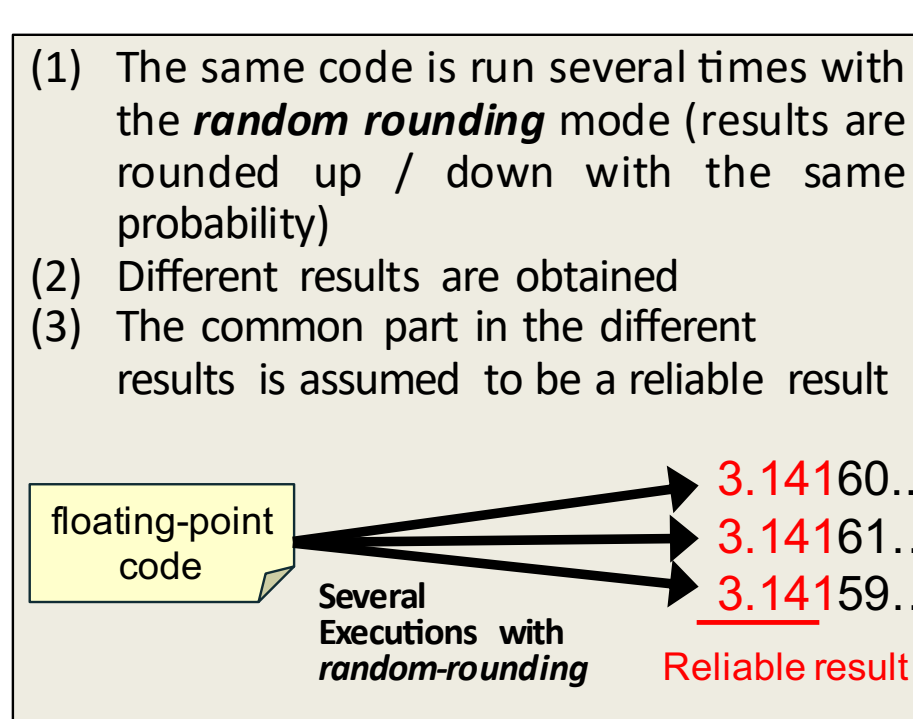 (1) The same code is run several times with
the random rounding mode (results are
rounded up / down with the same
probability)
(2) Different results are obtained
(3) The common part in the different
results is assumed to be a reliable result
floating-point
code
3.14160..
3.14161..
3.14159..
Several
Executions with
random-rounding
Reliable result